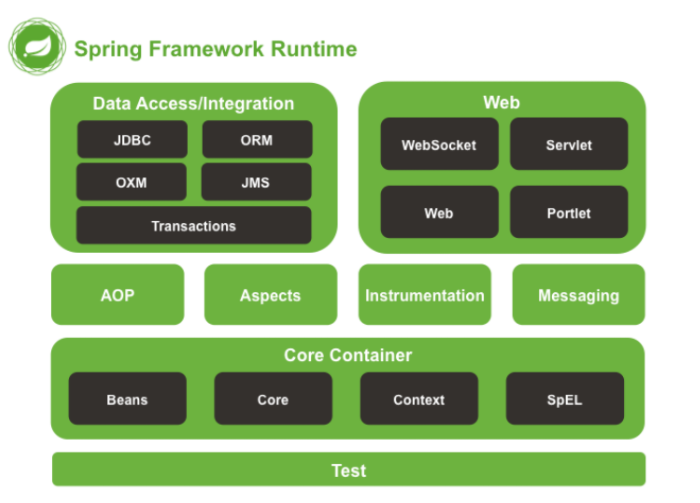 Spring Framework Runtime
Data Access/Integration
JDBC
ORM
OXM
JMS
Transactions
Web
WebSocket
Servlet
Web
Portlet
AOP
Aspects
Instrumentation
Messaging
Core Container
Beans
Core
Context
SpEL
Test